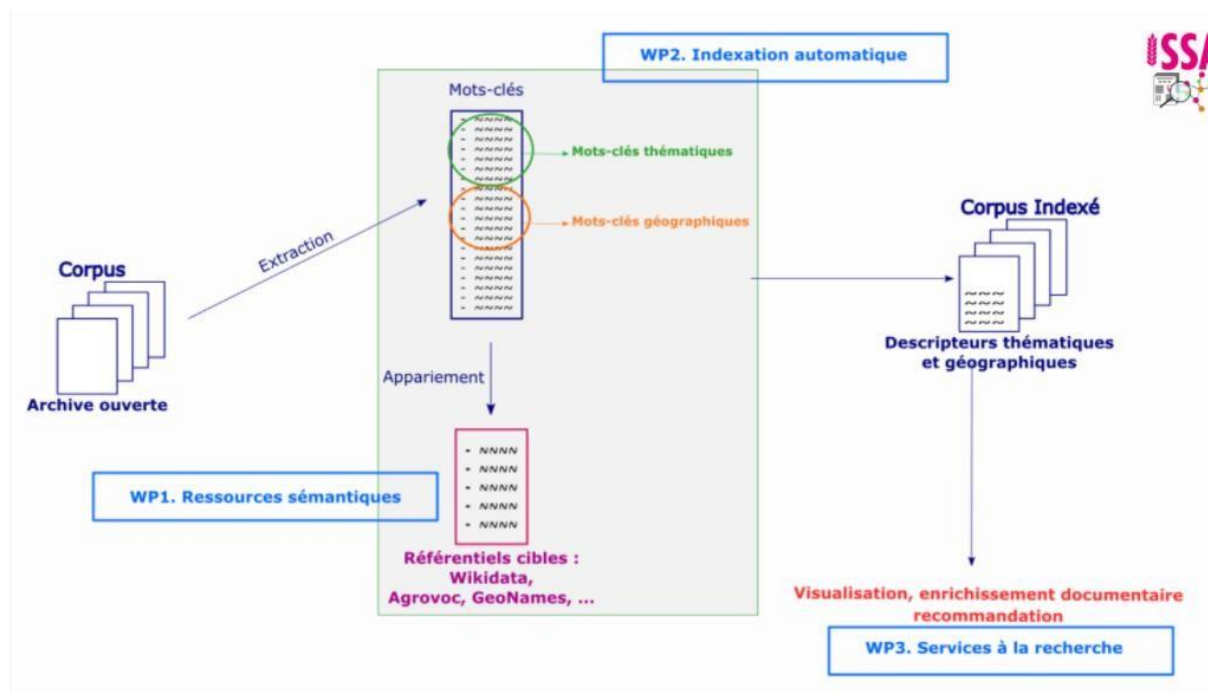 WP2. Indexation automatique
Mots-clés
Mots-clés thématiques
Mots-clés géographiques
Extraction
Corpus
Archive ouverte
Corpus Indexé
Descripteurs thématiques
et géographiques
Appariement
WP1. Ressources sémantiques
Référentiels cibles :
Wikidata,
Agrovoc, GeoNames, ...
Visualisation, enrichissement documentaire
recommandation
WP3. Services à la recherche